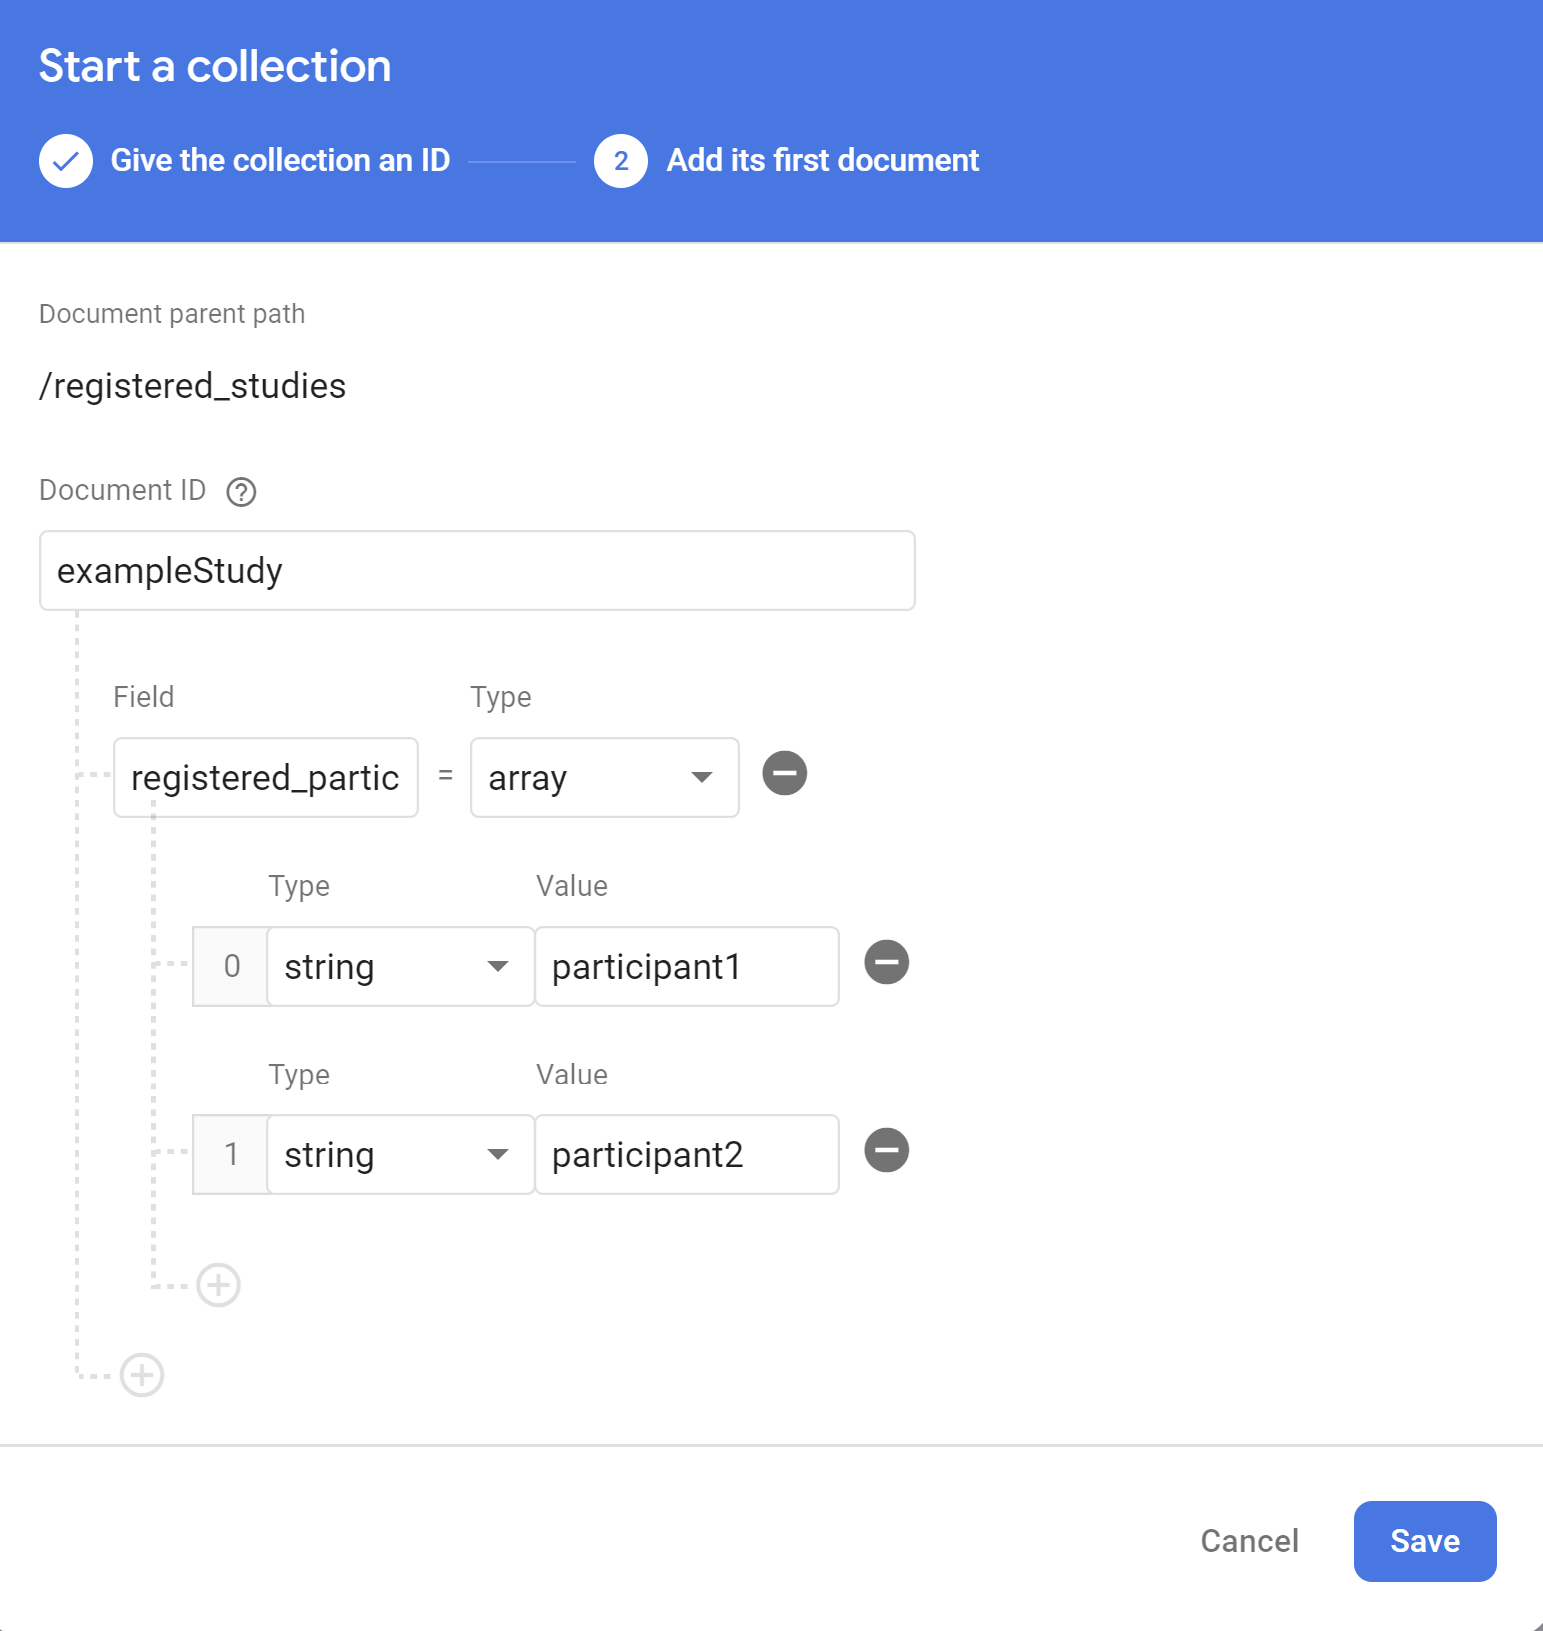 Start a collection
Give the collection an ID 2 Add its first document
Document parent path
/registered_studies
Document ID
exampleStudy
Field Type
registered_partic = array
Type Value
0 string participant1
Type Value
1 string participant2
Cancel Save